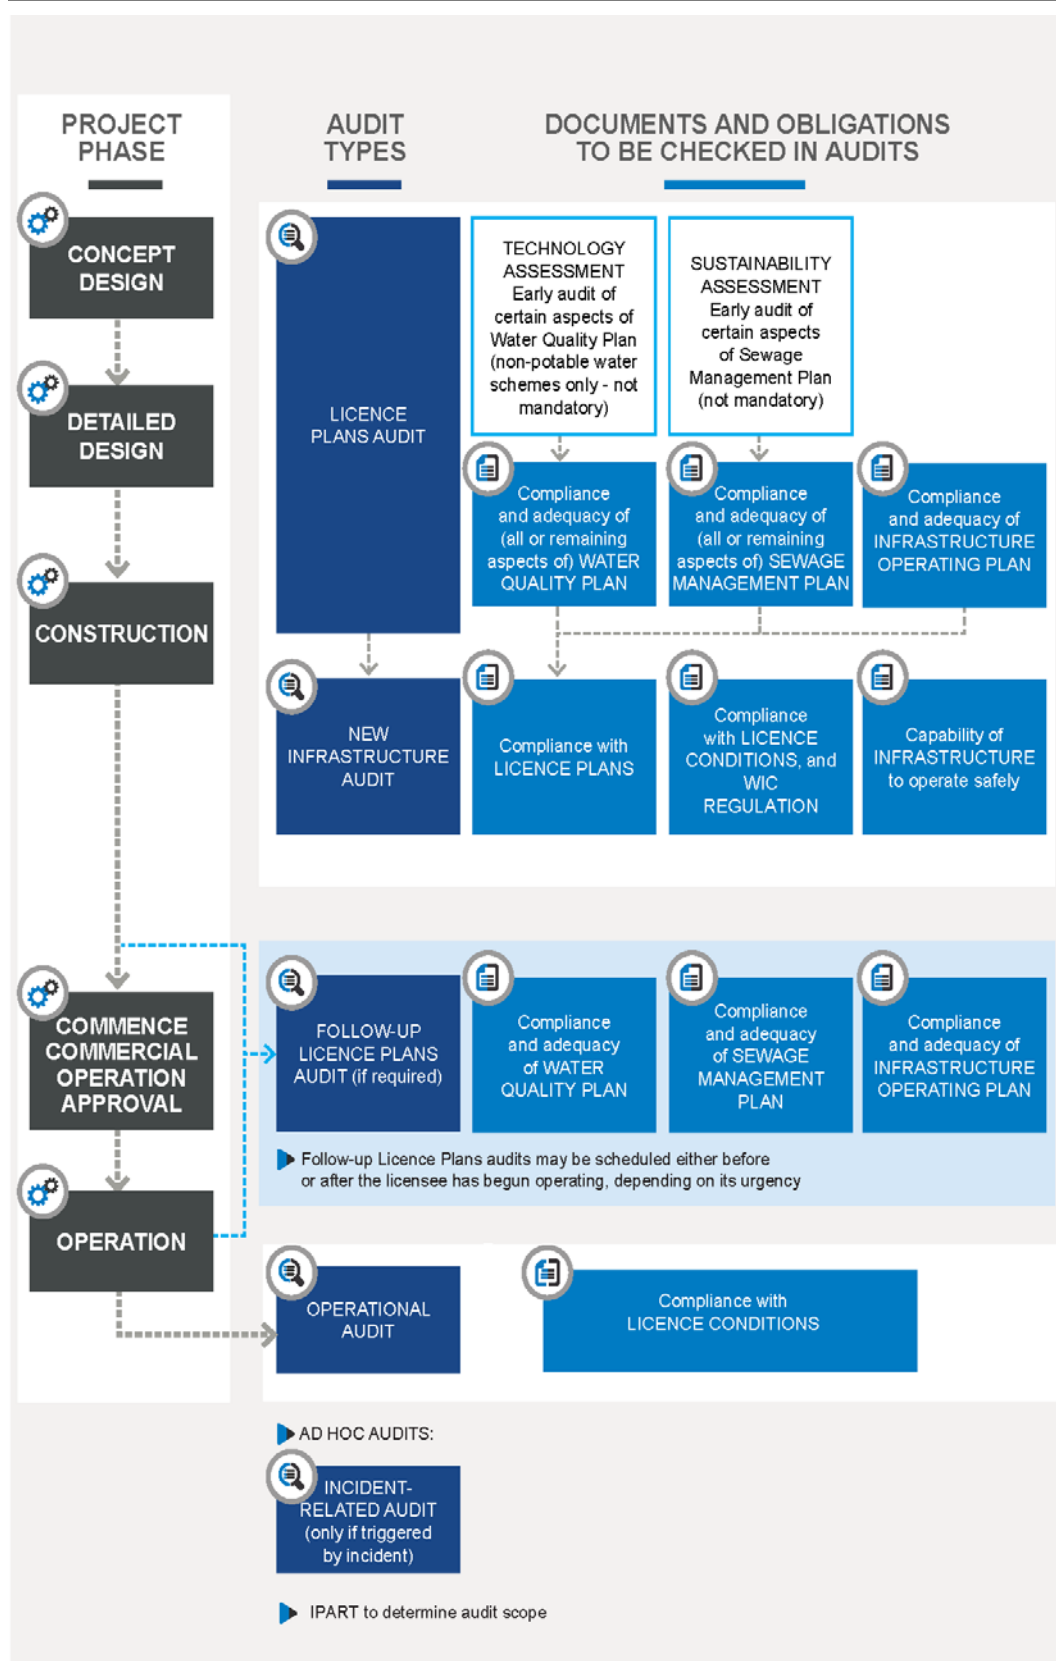 PROJECT
PHASE
AUDIT
TYPES
DOCUMENTS AND OBLIGATIONS
TO BE CHECKED IN AUDITS
CONCEPT
DESIGN
DETAILED
DESIGN
CONSTRUCTION
COMMENCE
COMMERCIAL
OPERATION
APPROVAL
OPERATION
LICENCE
PLANS AUDIT
TECHNOLOGY
ASSESSMENT
Early audit of
certain aspects of
Water Quality Plan
(non-potable water
schemes only - not
mandatory)
SUSTAINABILITY
ASSESSMENT
Early audit of
certain aspects
of Sewage
Management Plan
(not mandatory)
Compliance
and adequacy of
(all or remaining
aspects of) WATER
QUALITY PLAN
Compliance
and adequacy of
(all or remaining
aspects of) SEWAGE
MANAGEMENT PLAN
Compliance
and adequacy of
INFRASTRUCTURE
OPERATING PLAN
NEW
INFRASTRUCTURE
AUDIT
Compliance with
LICENCE PLANS
Compliance
with LICENCE
CONDITIONS, and
WIC
REGULATION
Capability of
INFRASTRUCTURE
to operate safely
FOLLOW-UP
LICENCE PLANS
AUDIT (if required)
Compliance
and adequacy
of WATER
QUALITY PLAN
Compliance
and adequacy
of SEWAGE
MANAGEMENT
PLAN
Compliance
and adequacy of
INFRASTRUCTURE
OPERATING PLAN
Follow-up Licence Plans audits may be scheduled either before
or after the licensee has begun operating, depending on its urgency
OPERATIONAL
AUDIT
Compliance with
LICENCE CONDITIONS
AD HOC AUDITS:
INCIDENT-
RELATED AUDIT
(only if triggered
by incident)
IPART to determine audit scope